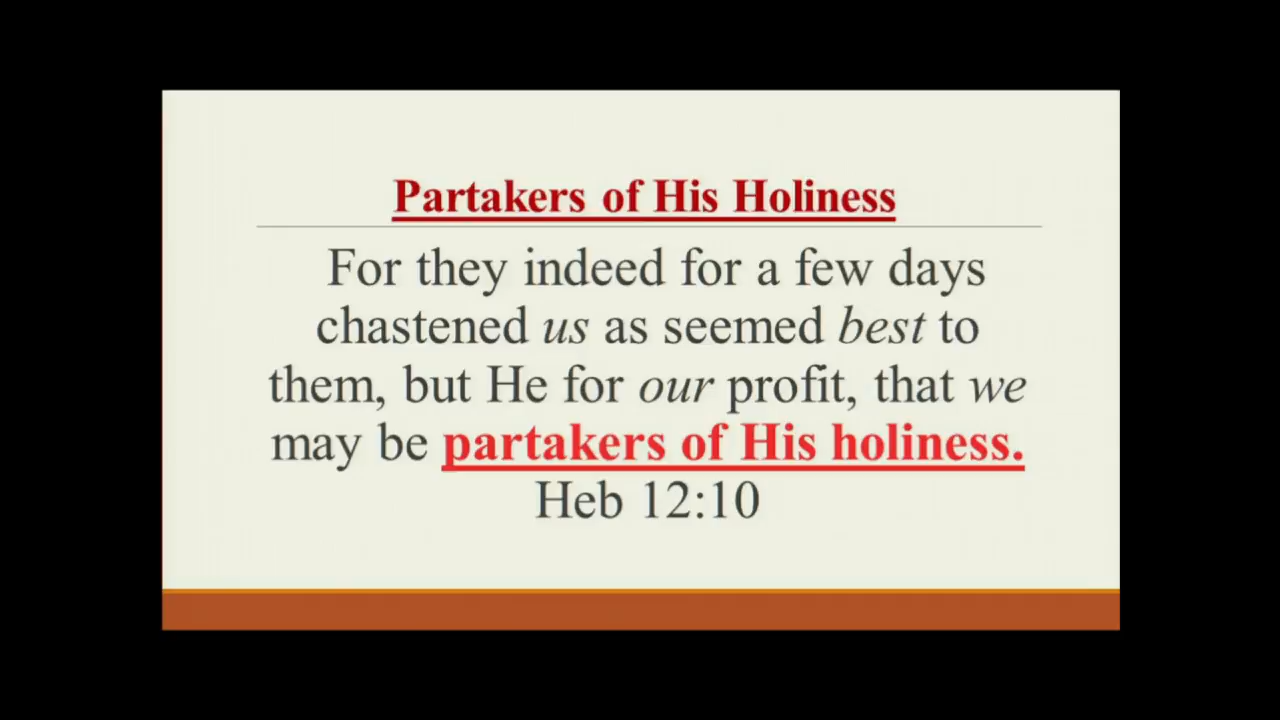 Partakers of His Holiness
For they indeed for a few days
chastened us as seemed best to
them, but He for our profit, that we
may be partakers of His holiness.
Heb 12:10